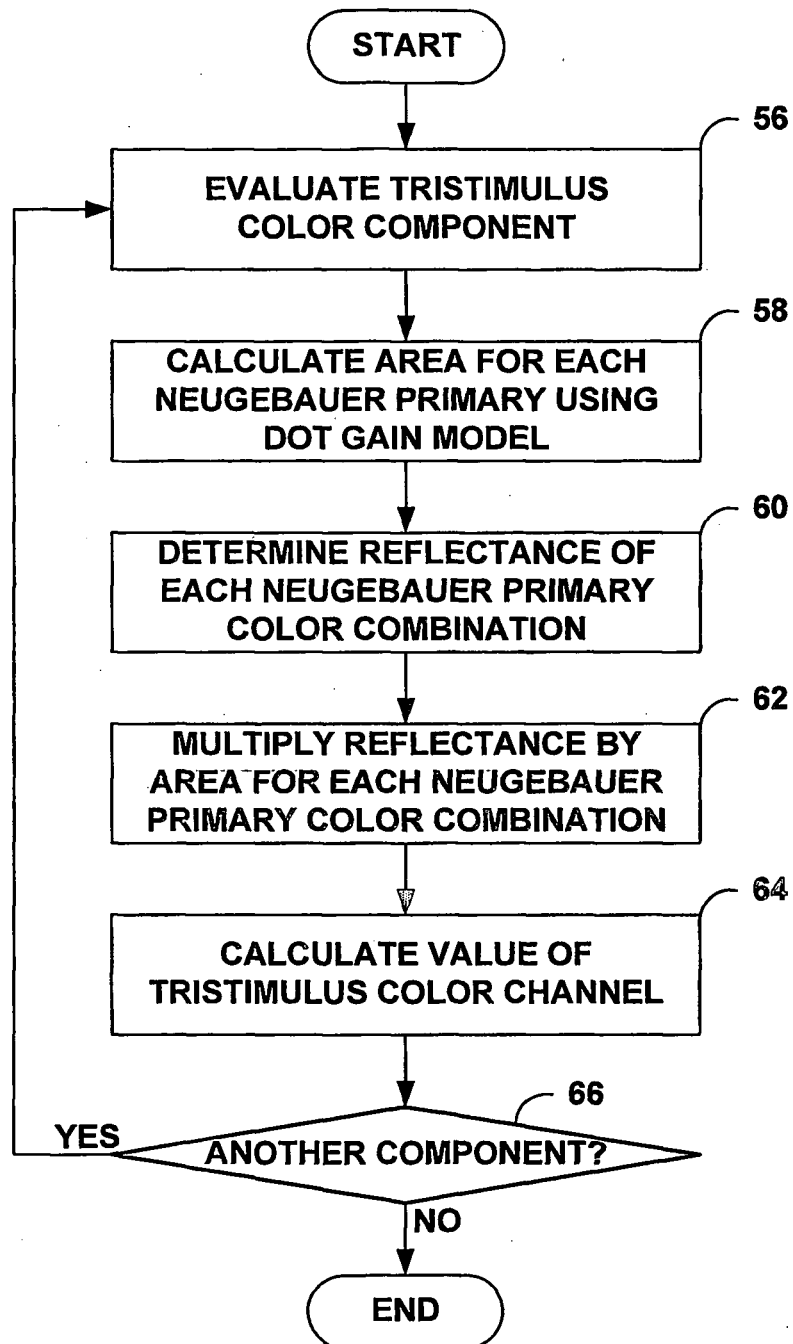 START
56
EVALUATE TRISTIMULUS
COLOR COMPONENT
58
CALCULATE AREA FOR EACH
NEUGEBAUER PRIMARY USING
DOT GAIN MODEL
60
DETERMINE REFLECTANCE OF
EACH NEUGEBAUER PRIMARY
COLOR COMBINATION
62
MULTIPLY REFLECTANCE BY
AREA FOR EACH NEUGEBAUER
PRIMARY COLOR COMBINATION
64
CALCULATE VALUE OF
TRISTIMULUS COLOR CHANNEL
66
YES
ANOTHER COMPONENT?
NO
END